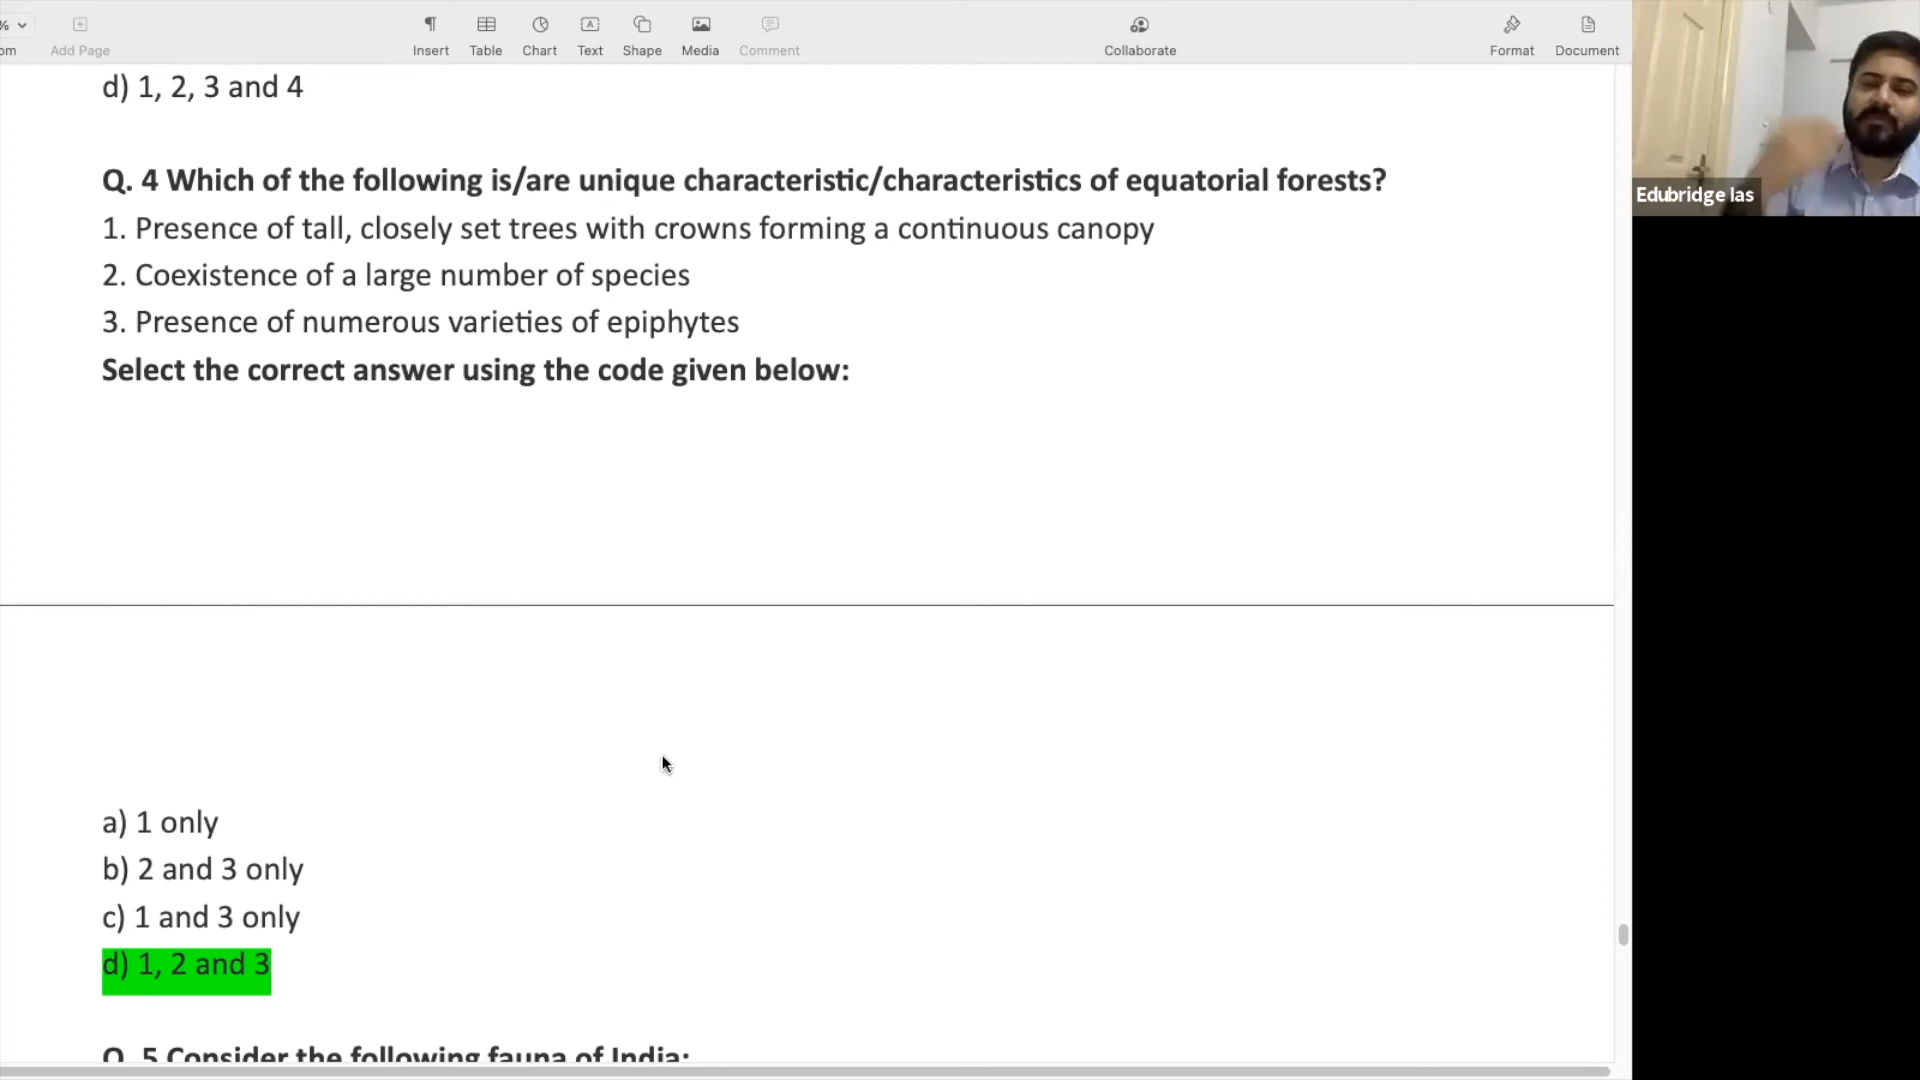 %
om
Add Page
Insert
Table
Chart
Text
Shape
Media
Comment
Collaborate
Format
Document
Edubridge Ias
d) 1, 2, 3 and 4
Q. 4 Which of the following is/are unique characteristic/characteristics of equatorial forests?
1. Presence of tall, closely set trees with crowns forming a continuous canopy
2. Coexistence of a large number of species
3. Presence of numerous varieties of epiphytes
Select the correct answer using the code given below:
a) 1 only
b) 2 and 3 only
c) 1 and 3 only
d) 1, 2 and 3
Q. 5 Consider the following fauna of India: